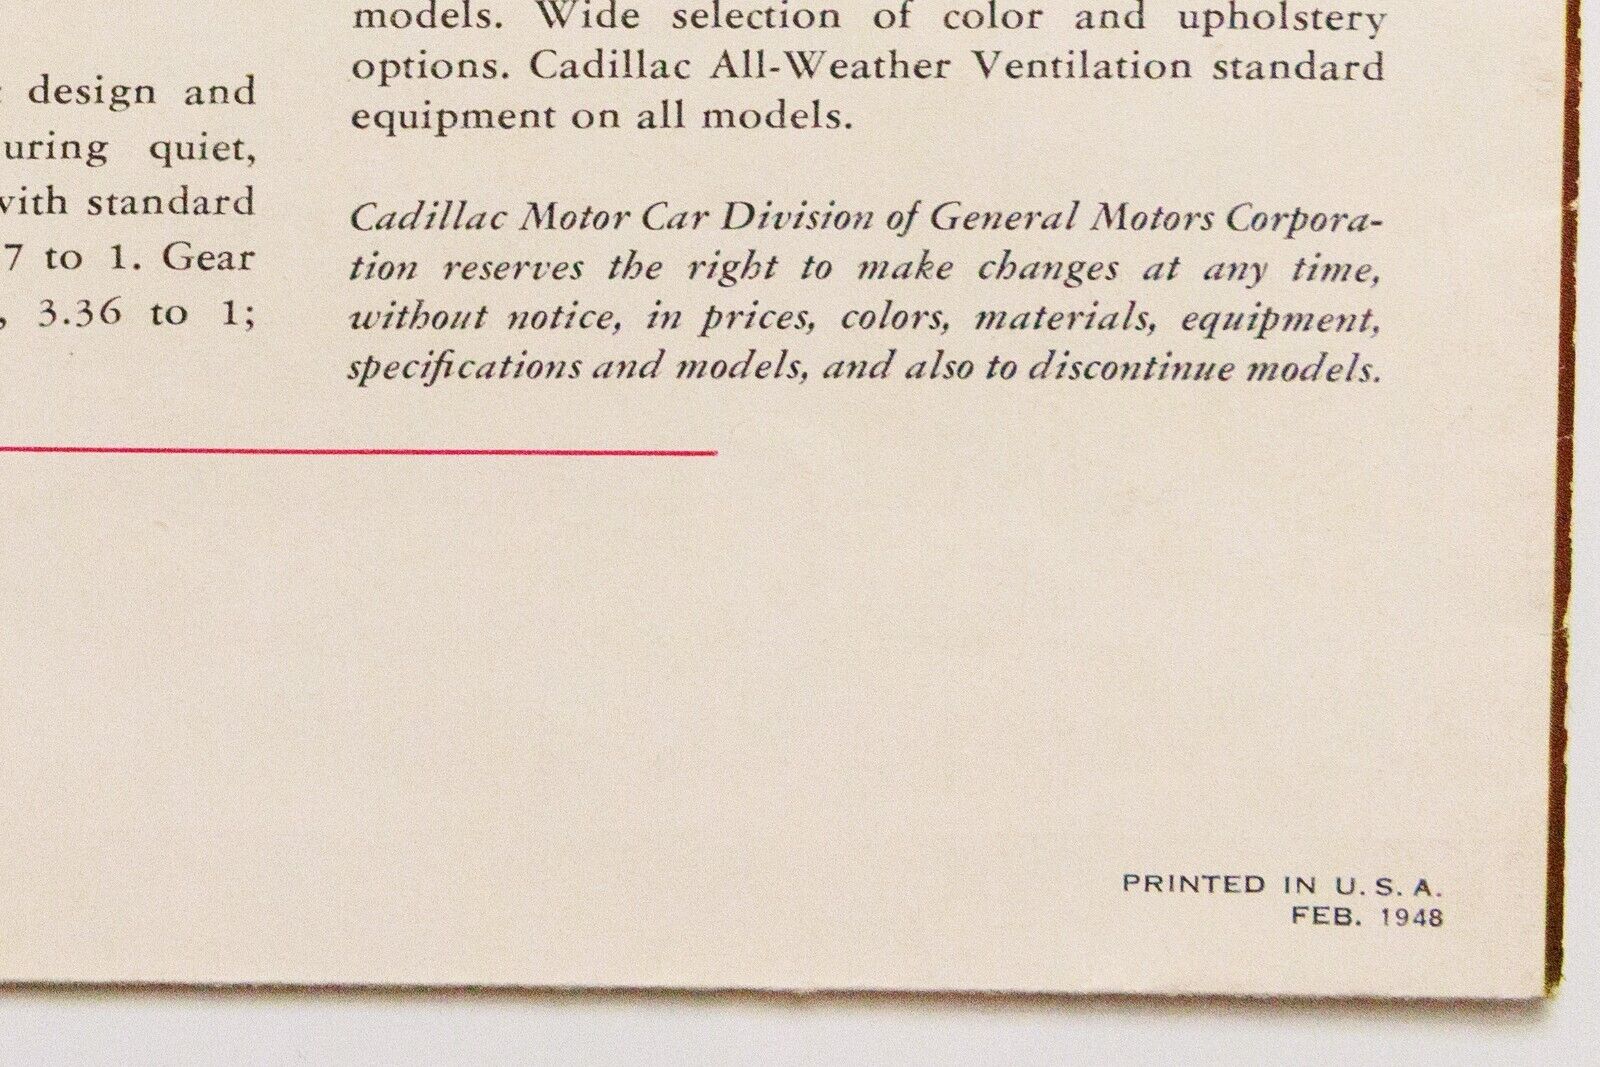 design and
uring quiet,
with standard
7 to 1. Gear
, 3.36 to 1;
models. Wide selection of color and upholstery
options. Cadillac All-Weather Ventilation standard
equipment on all models.
Cadillac Motor Car Division of General Motors Corpora-
tion reserves the right to make changes at any time,
without notice, in prices, colors, materials, equipment,
specifications and models, and also to discontinue models.
PRINTED IN U. S. A.
FEB. 1948